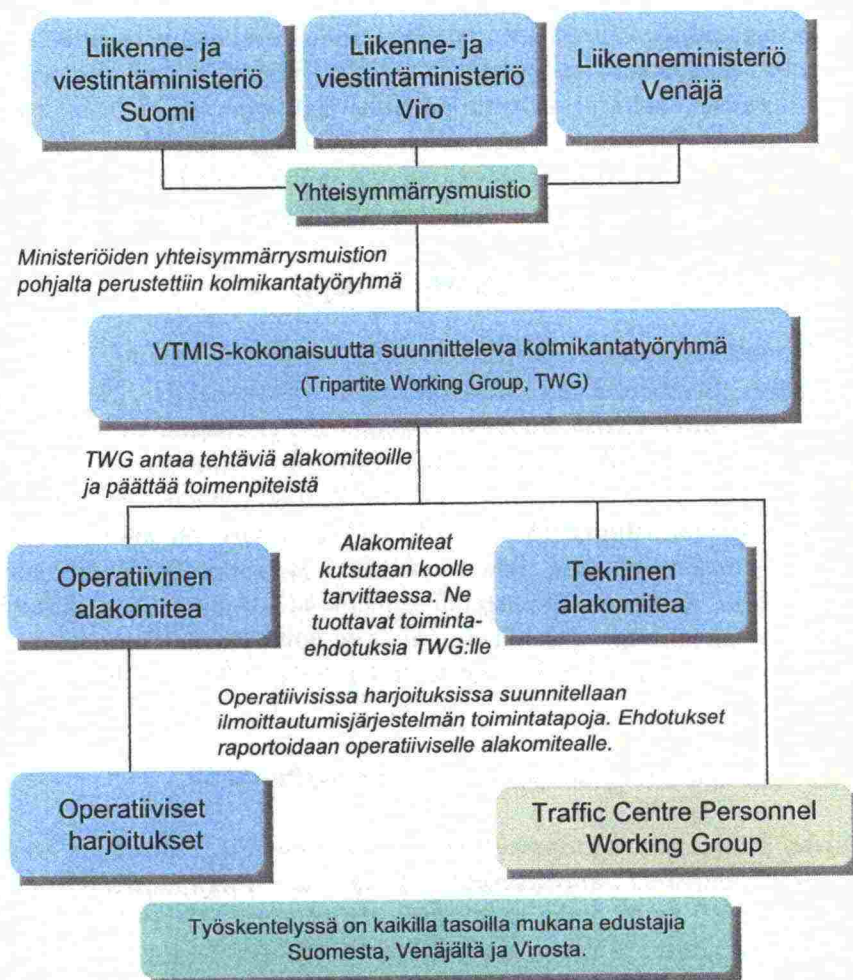 Liikenne- ja
viestintäministeriö
Suomi
Liikenne- ja
viestintäministeriö
Viro
Liikenneministeriö
Venäjä
Yhteisymmärrysmuistio
Ministeriöiden yhteisymmärrysmuistion
pohjalta perustettiin kolmikantatyöryhmä
VTMIS-kokonaisuutta suunnitteleva kolmikantatyöryhmä
(Tripartite Working Group, TWG)
TWG antaa tehtäviä alakomiteoille
ja päättää toimenpiteistä
Operatiivinen
alakomitea
Alakomiteat
kutsutaan koolle
tarvittaessa. Ne
tuottavat toiminta-
ehdotuksia TWG:lle
Tekninen
alakomitea
Operatiivisissa harjoituksissa suunnitellaan
ilmoittautumisjärjestelmän toimintatapoja. Ehdotukset
raportoidaan operatiiviselle alakomitealle.
Operatiiviset
harjoitukset
Traffic Centre Personnel
Working Group
Työskentelyssä on kaikilla tasoilla mukana edustajia
Suomesta, Venäjältä ja Virosta.